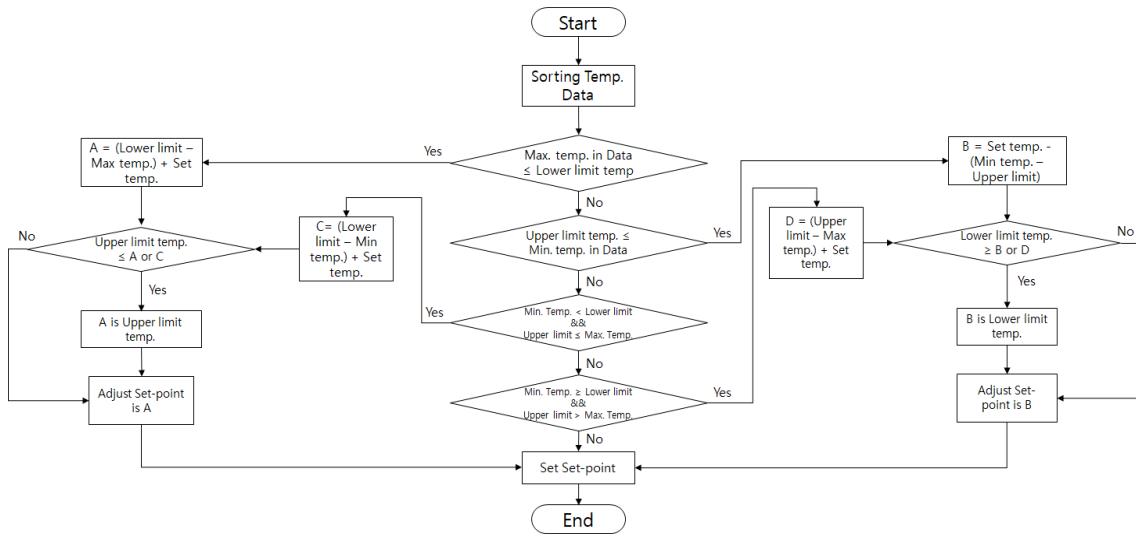 Start
Sorting Temp.
Data
Max. temp. in Data
≤ Lower limit temp
Yes
No
A = (Lower limit –
Max temp.) + Set
temp.
B = Set temp. -
(Min temp. –
Upper limit)
Upper limit temp. ≤
Min. temp. in Data
Yes
No
C= (Lower
limit – Min
temp.) + Set
temp.
D = (Upper
limit – Max
temp.) + Set
temp.
Upper limit temp.
≤ A or C
No
Yes
Lower limit temp.
≥ B or D
No
Yes
Min. Temp. < Lower limit
&&
Upper limit ≤ Max. Temp.
Yes
No
A is Upper limit
temp.
B is Lower limit
temp.
Min. Temp. ≥ Lower limit
&&
Upper limit > Max. Temp.
Yes
No
Adjust Set-point
is A
Adjust Set-
point is B
Set Set-point
End